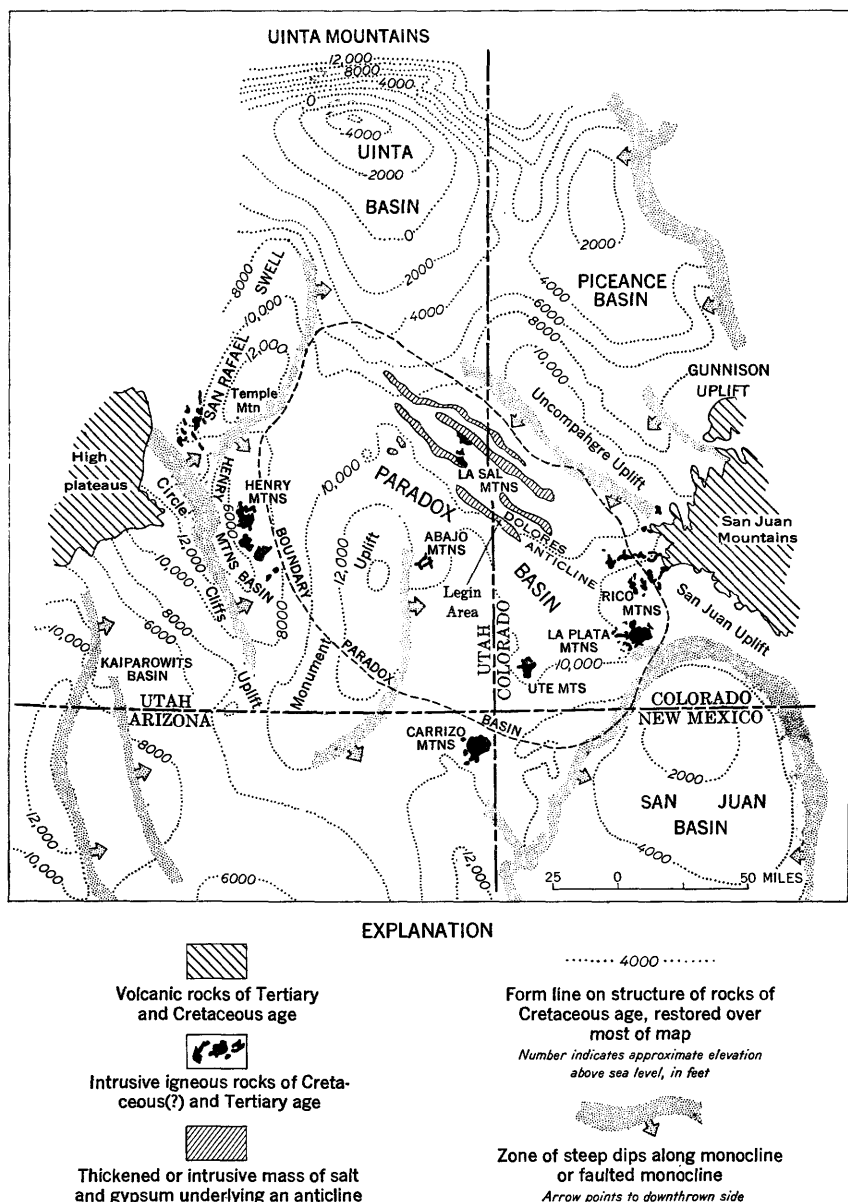 UINTA MOUNTAINS
12,000
8000
4000
0
-4000
UINTA
-2000
BASIN
0
2000
4000
2000
PICEANCE
BASIN
4000
6000
8000
10,000
SWELL
8000
10,000
12,000
SAN RAFAEL
Temple
Mtn
GUNNISON
UPLIFT
Uncompahgre Uplift
High
plateaus
Circle
Cliffs
Uplift
12,000
10,000
8000
6000
HENRY
MTNS BASIN
6000
HENRY
MTNS
BOUNDARY
8000
10,000
PARADOX
BASIN
LA SAL
MTNS
DOLORES
ANTICLINE
Uplift
12,000
Monument
ABAJO
MTNS
Legin
Area
San Juan
Mountains
RICO
MTNS
San Juan Uplift
LA PLATA
MTNS
10,000
UTE MTS
UTAH
COLORADO
10,000
KAIPAROWITS
BASIN
UTAH
ARIZONA
PARADOX
BASIN
COLORADO
NEW MEXICO
CARRIZO
MTNS
8000
12,000
10,000
6000
12,000
2000
SAN JUAN
BASIN
4000
25 0 50 MILES
EXPLANATION
Volcanic rocks of Tertiary
and Cretaceous age
Intrusive igneous rocks of Creta-
ceous(?) and Tertiary age
Thickened or intrusive mass of salt
and gypsum underlying an anticline
4000
Form line on structure of rocks of
Cretaceous age, restored over
most of map
Number indicates approximate elevation
above sea level, in feet
Zone of steep dips along monocline
or faulted monocline
Arrow points to downthrown side